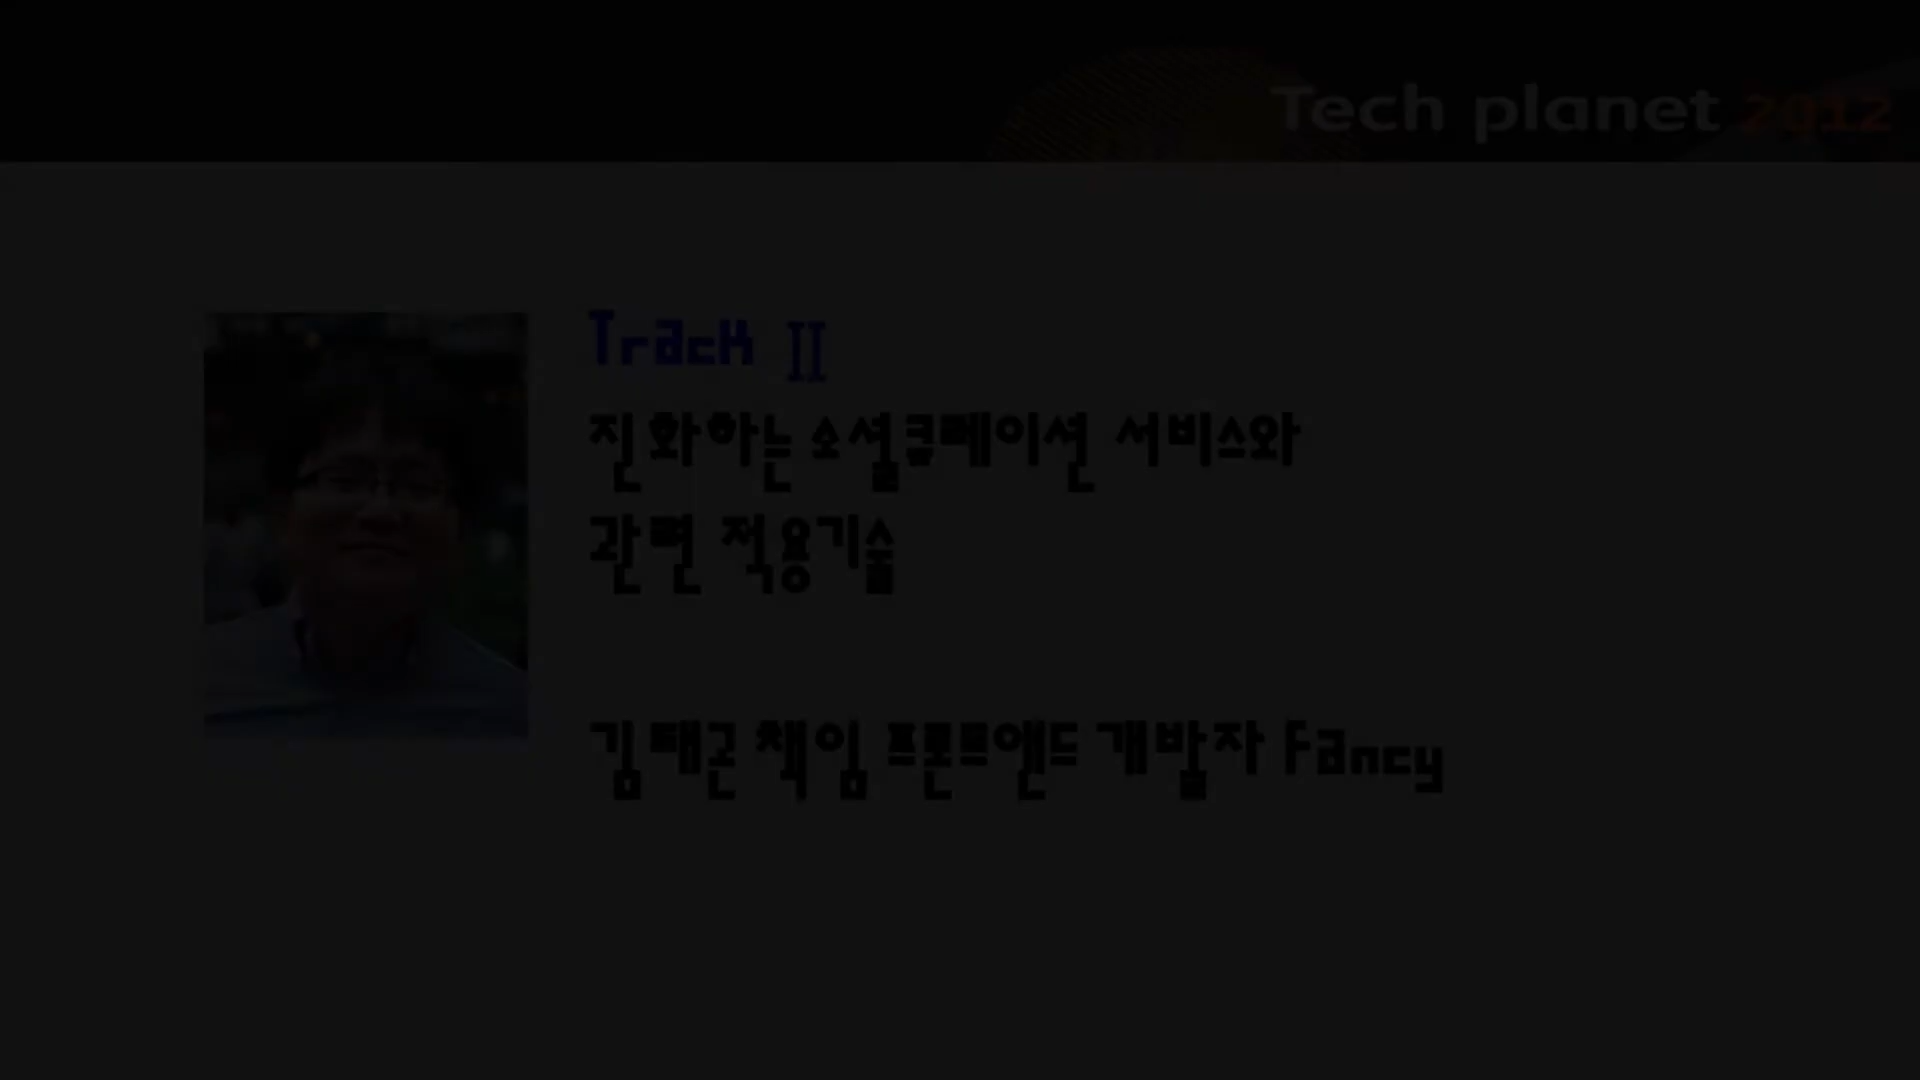 Tech planet 2012
Track II
진화하는 소셜큐레이션 서비스와
관련 적용기술
김태곤 책임 프론트엔드 개발자 Fancy